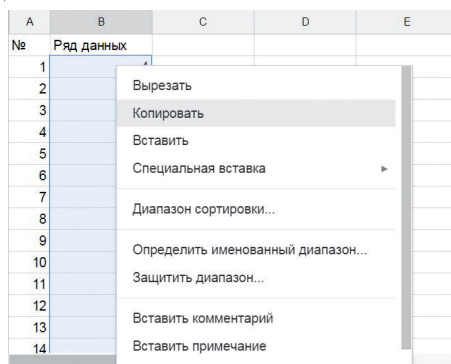 A B C D E
№ Ряд данных
1
2 Вырезать
3 Копировать
4 Вставить
5
6 Специальная вставка
7
8 Диапазон сортировки...
9
10 Определить именованный диапазон...
11 Защитить диапазон...
12
13 Вставить комментарий
14 Вставить примечание